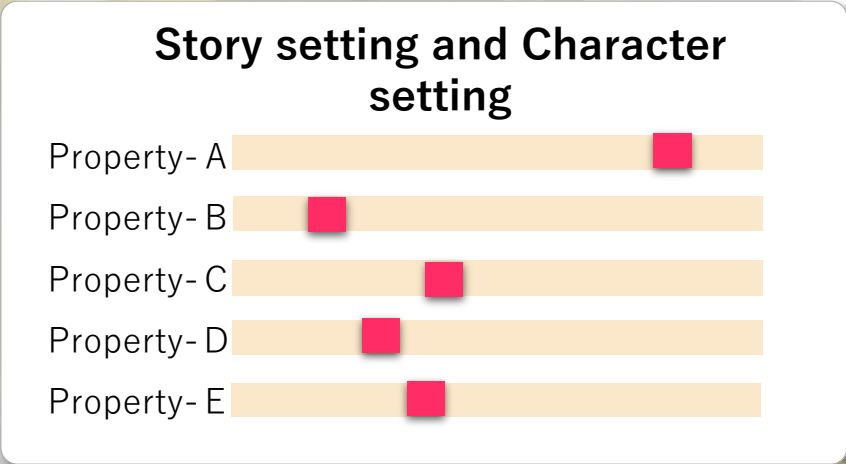 Story setting and Character
setting
Property- A
Property- B
Property- C
Property- D
Property- E